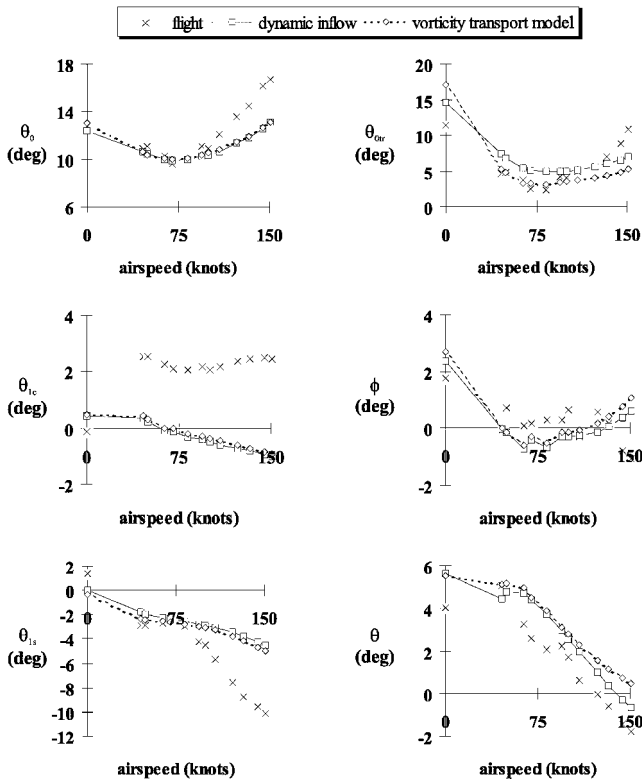 flight dynamic inflow vorticity transport model
18
14
10
6
θ₀
(deg)
0 75 150
airspeed (knots)
20
15
10
5
0
θ₀tr
(deg)
0 75 150
airspeed (knots)
4
2
0
-2
θ₁c
(deg)
0 75 150
airspeed (knots)
4
2
0
-2
ϕ
(deg)
0 75 150
airspeed (knots)
2
0
-2
-4
-6
-8
-10
-12
θ₁s
(deg)
0 75 150
airspeed (knots)
6
4
2
0
-2
θ
(deg)
0 75 150
airspeed (knots)